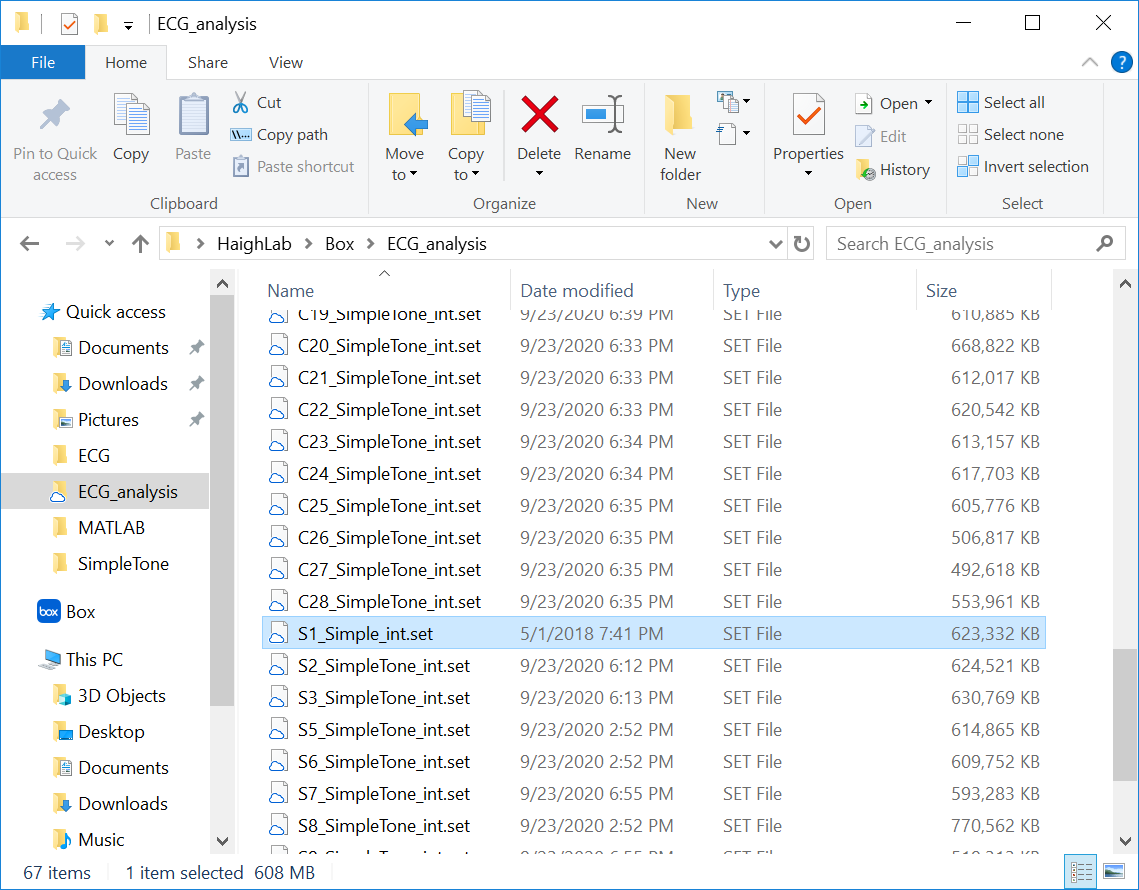 ECG_analysis
File Home Share View
Pin to Quick access
Copy
Paste
Cut
Copy path
Paste shortcut
Clipboard
Move to
Copy to
Delete
Rename
Organize
New folder
New
Properties
Open
Edit
History
Open
Select all
Select none
Invert selection
Select
HaighLab > Box > ECG_analysis
Search ECG_analysis
Quick access
Documents
Downloads
Pictures
ECG
ECG_analysis
MATLAB
SimpleTone
box Box
This PC
3D Objects
Desktop
Documents
Downloads
Music
Name Date modified Type Size
C19_SimpleTone_int.set 9/23/2020 6:39 PM SET File 610,885 KB
C20_SimpleTone_int.set 9/23/2020 6:33 PM SET File 668,822 KB
C21_SimpleTone_int.set 9/23/2020 6:33 PM SET File 612,017 KB
C22_SimpleTone_int.set 9/23/2020 6:33 PM SET File 620,542 KB
C23_SimpleTone_int.set 9/23/2020 6:34 PM SET File 613,157 KB
C24_SimpleTone_int.set 9/23/2020 6:34 PM SET File 617,703 KB
C25_SimpleTone_int.set 9/23/2020 6:35 PM SET File 605,776 KB
C26_SimpleTone_int.set 9/23/2020 6:35 PM SET File 506,817 KB
C27_SimpleTone_int.set 9/23/2020 6:35 PM SET File 492,618 KB
C28_SimpleTone_int.set 9/23/2020 6:35 PM SET File 553,961 KB
S1_Simple_int.set 5/1/2018 7:41 PM SET File 623,332 KB
S2_SimpleTone_int.set 9/23/2020 6:12 PM SET File 624,521 KB
S3_SimpleTone_int.set 9/23/2020 6:13 PM SET File 630,769 KB
S5_SimpleTone_int.set 9/23/2020 2:52 PM SET File 614,865 KB
S6_SimpleTone_int.set 9/23/2020 2:52 PM SET File 609,752 KB
S7_SimpleTone_int.set 9/23/2020 6:55 PM SET File 593,283 KB
S8_SimpleTone_int.set 9/23/2020 2:52 PM SET File 770,562 KB
67 items 1 item selected 608 MB